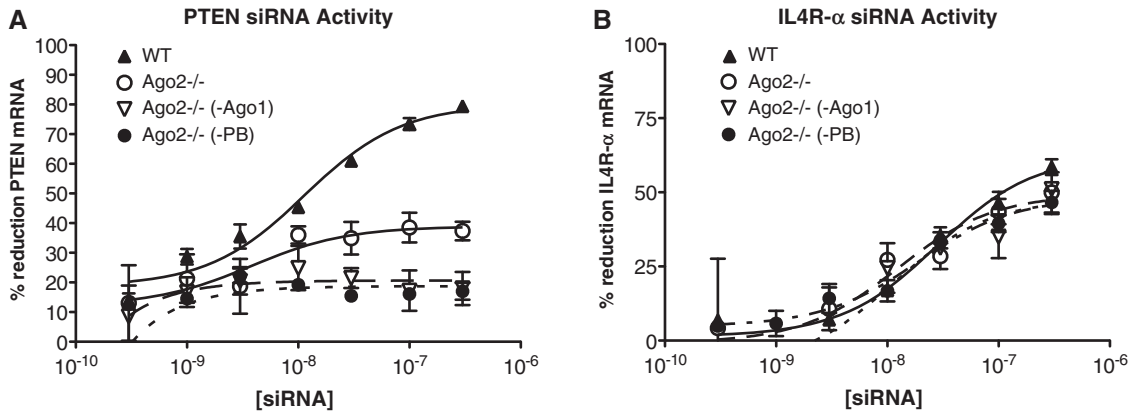 A
PTEN siRNA Activity
% reduction PTEN mRNA
100
90
80
70
60
50
40
30
20
10
0
WT
Ago2-/-
Ago2-/- (-Ago1)
Ago2-/- (-PB)
10-10
10-9
10-8
10-7
10-6
[siRNA]
B
IL4R-α siRNA Activity
% reduction IL4R-α mRNA
100
75
50
25
0
WT
Ago2-/-
Ago2-/- (-Ago1)
Ago2-/- (-PB)
10-10
10-9
10-8
10-7
10-6
[siRNA]